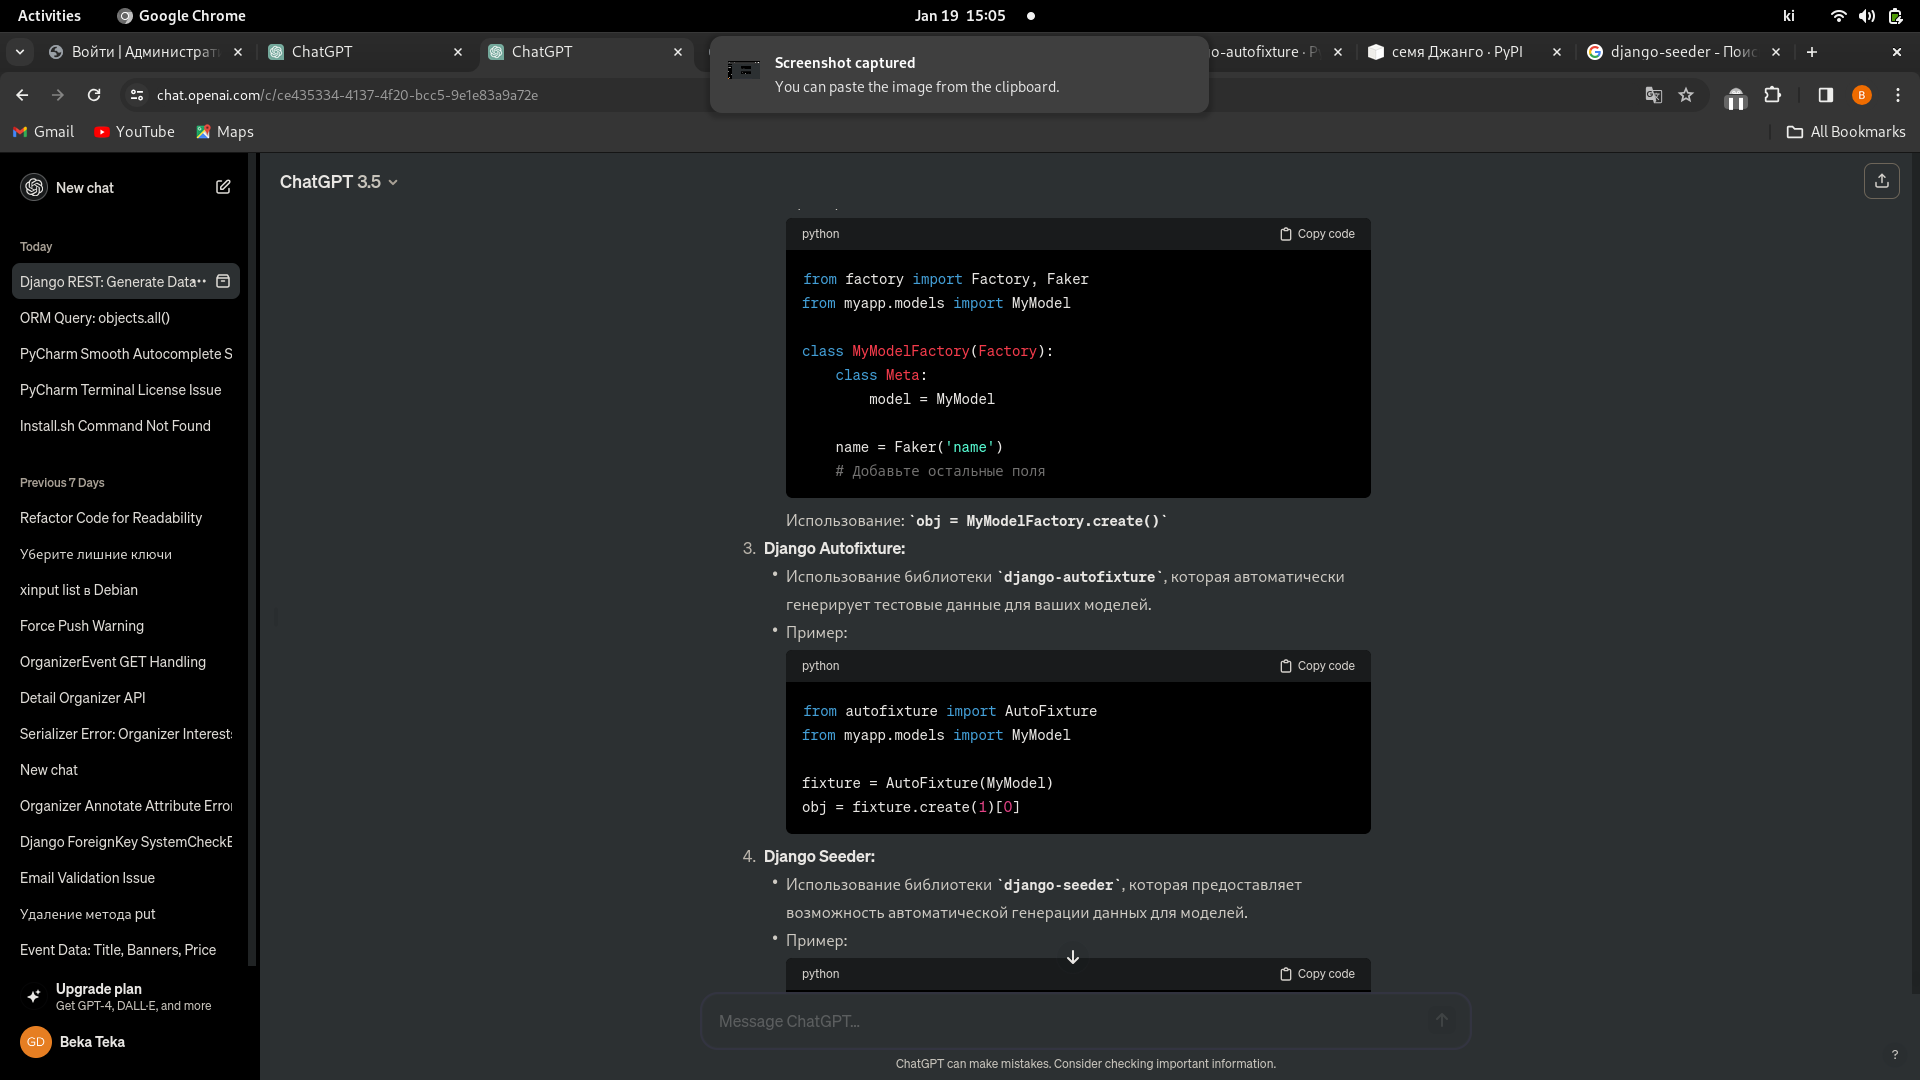 Activities
Google Chrome
Jan 19 15:05
ki
Войти | Администрат
ChatGPT
ChatGPT
o-autofixture · P
семя Джанго · PyPI
django-seeder - Поис
Screenshot captured
You can paste the image from the clipboard.
chat.openai.com/c/ce435334-4137-4f20-bcc5-9e1e83a9a72e
B
Gmail
YouTube
Maps
All Bookmarks
New chat
Today
Django REST: Generate Data
ORM Query: objects.all()
PyCharm Smooth Autocomplete S
PyCharm Terminal License Issue
Install.sh Command Not Found
Previous 7 Days
Refactor Code for Readability
Уберите лишние ключи
xinput list в Debian
Force Push Warning
OrganizerEvent GET Handling
Detail Organizer API
Serializer Error: Organizer Interests
New chat
Organizer Annotate Attribute Error
Django ForeignKey SystemCheckE
Email Validation Issue
Удаление метода put
Event Data: Title, Banners, Price
Upgrade plan
Get GPT-4, DALL·E, and more
GD
Beka Teka
ChatGPT 3.5
python
Copy code
from factory import Factory, Faker
from myapp.models import MyModel
class MyModelFactory(Factory):
class Meta:
model = MyModel
name = Faker('name')
# Добавьте остальные поля
Использование: `obj = MyModelFactory.create()`
3. Django Autofixture:
• Использование библиотеки `django-autofixture`, которая автоматически
генерирует тестовые данные для ваших моделей.
• Пример:
python
Copy code
from autofixture import AutoFixture
from myapp.models import MyModel
fixture = AutoFixture(MyModel)
obj = fixture.create(1)[0]
4. Django Seeder:
• Использование библиотеки `django-seeder`, которая предоставляет
возможность автоматической генерации данных для моделей.
• Пример:
python
Copy code
Message ChatGPT…
ChatGPT can make mistakes. Consider checking important information.
?